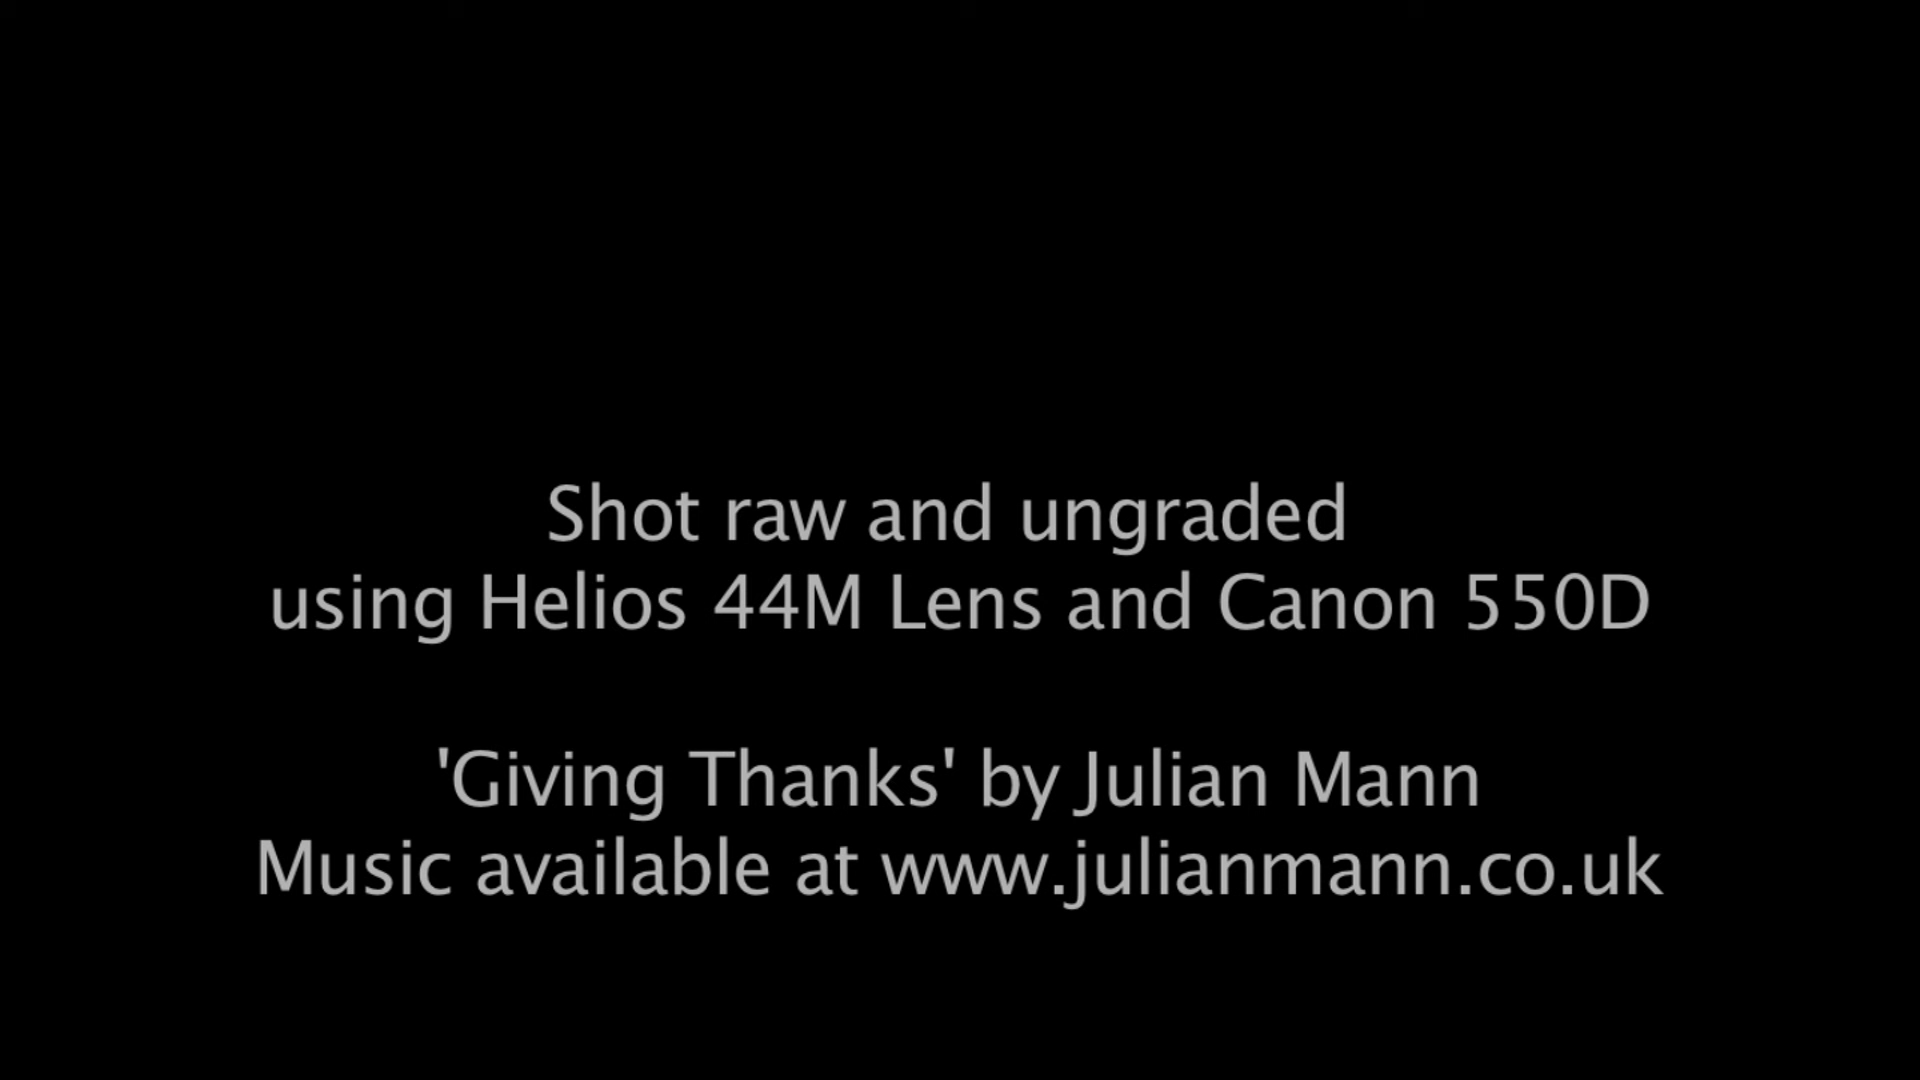 Shot raw and ungraded
using Helios 44M Lens and Canon 550D
'Giving Thanks' by Julian Mann
Music available at www.julianmann.co.uk